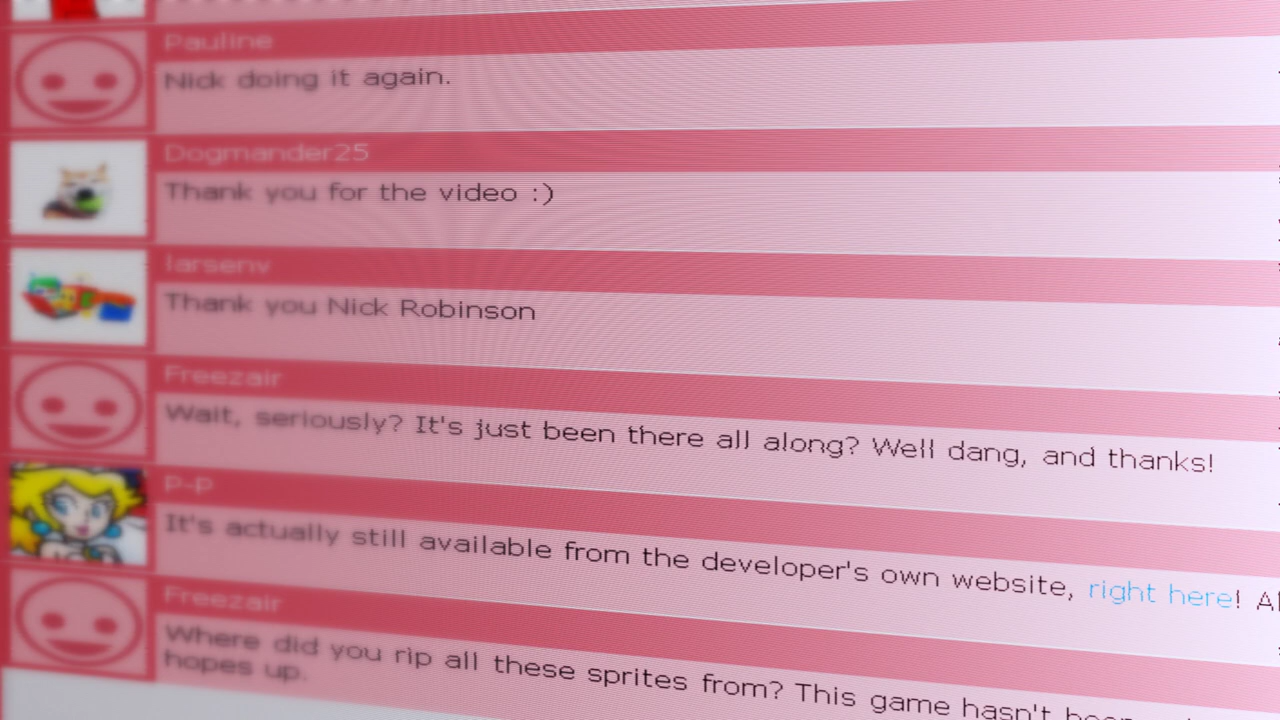 Pauline
Nick doing it again.
Dogmander25
Thank you for the video :)
larsenv
Thank you Nick Robinson
Freezair
Wait, seriously? It's just been there all along? Well dang, and thanks!
P-P
It's actually still available from the developer's own website, right here!
Freezair
Where did you rip all these sprites from? This game hasn't
hopes up.